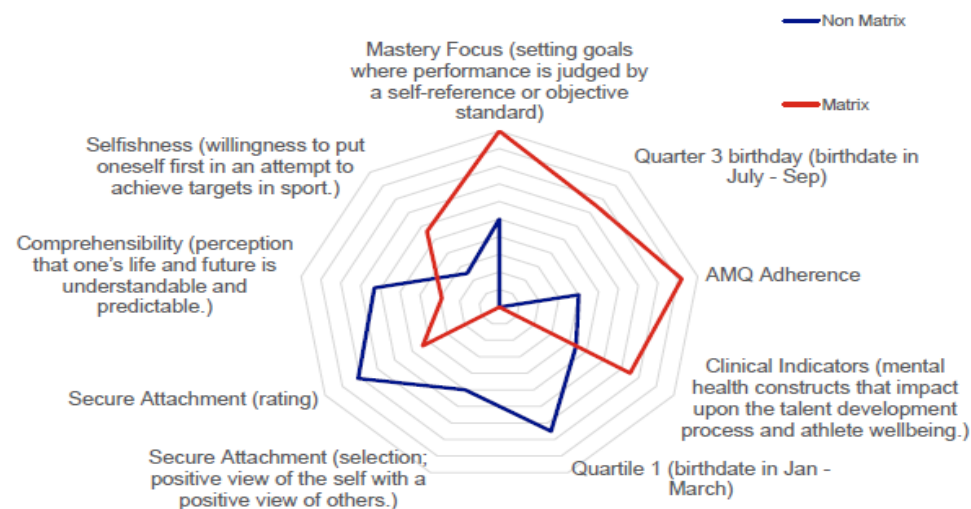 Non Matrix
Matrix
Mastery Focus (setting goals
where performance is judged by
a self-reference or objective
standard)
Quarter 3 birthday (birthdate in
July - Sep)
AMQ Adherence
Clinical Indicators (mental
health constructs that impact
upon the talent development
process and athlete wellbeing.)
Quartile 1 (birthdate in Jan -
March)
Secure Attachment (selection;
positive view of the self with a
positive view of others.)
Secure Attachment (rating)
Comprehensibility (perception
that one's life and future is
understandable and
predictable.)
Selfishness (willingness to put
oneself first in an attempt to
achieve targets in sport.)